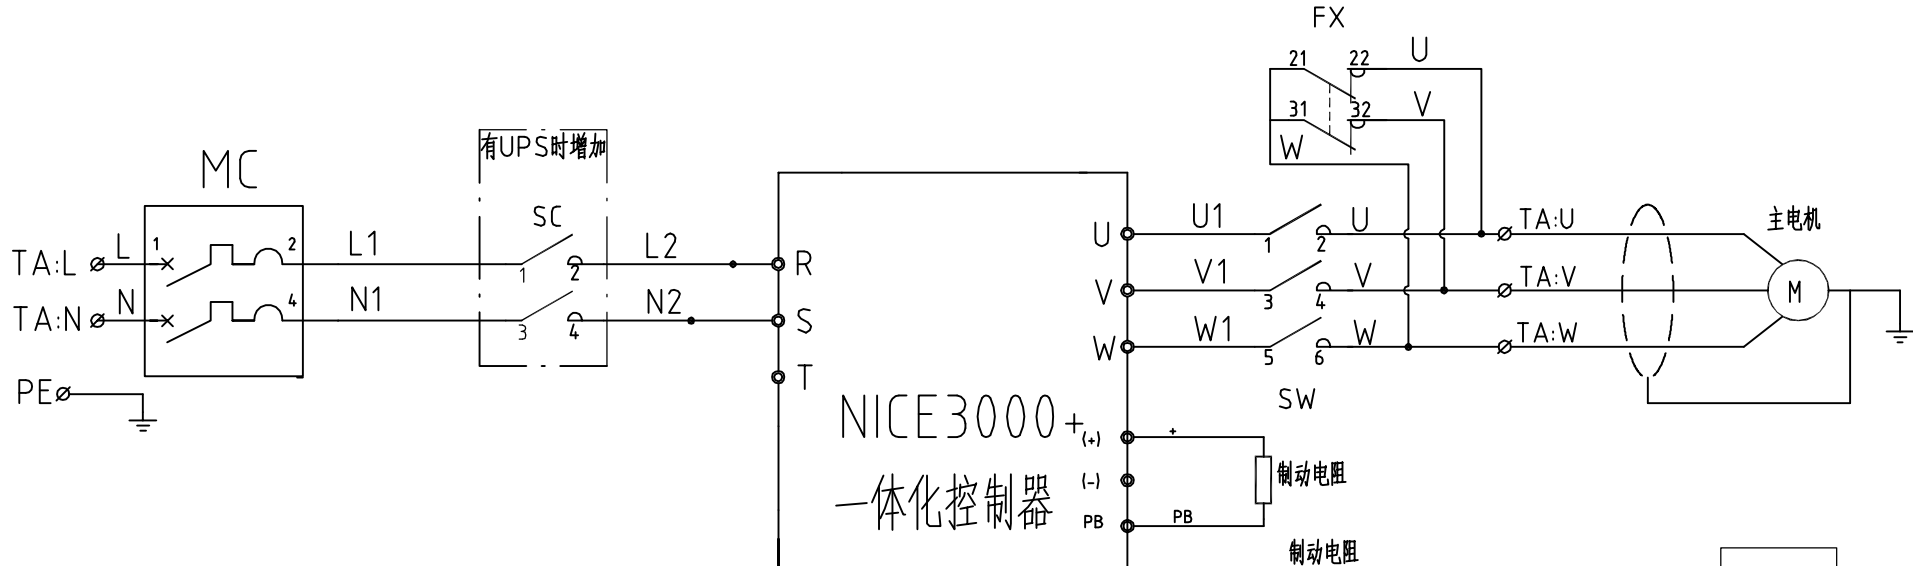 FX
21 22 U
31 32 V
W
有UPS时增加
MC
SC
主电机
L 1 2 L1 L2
TA:L
1 2
R
N 4 N1 N2
TA:N
3 4
S
T
PE
U U1 U TA:U
1 2
V V1 V TA:V
3 4
W W1 W TA:W
5 6
M
SW
NICE3000+
一体化控制器
(+) +
(-)
PB PB
制动电阻
制动电阻